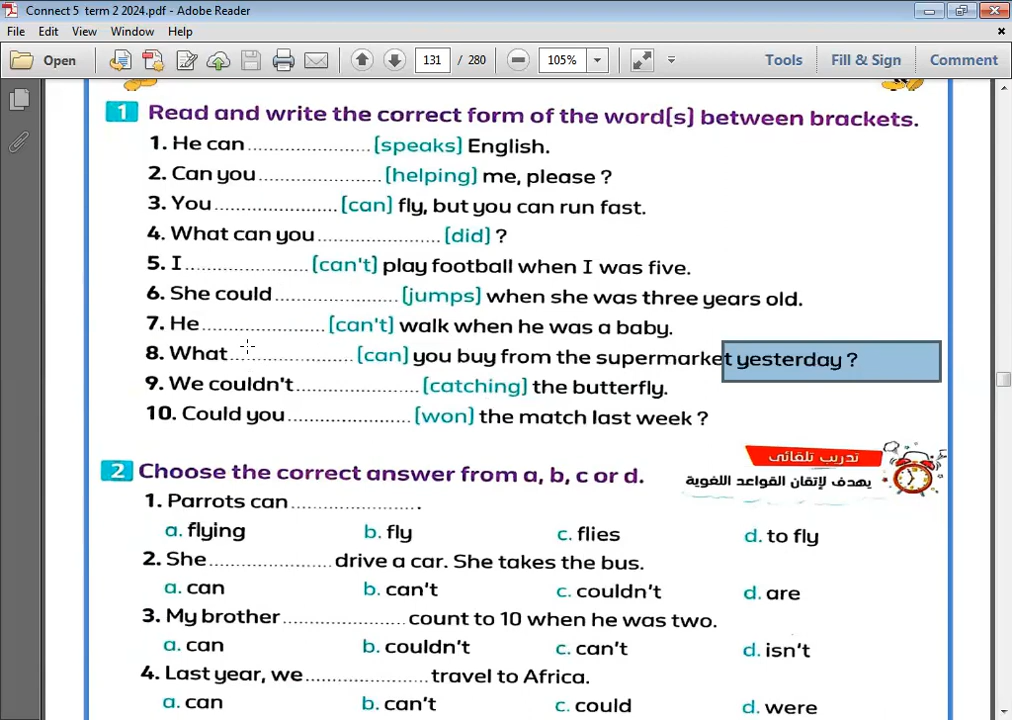 Connect 5 term 2 2024.pdf - Adobe Reader
File Edit View Window Help
Open 131 / 280 105% Tools Fill & Sign Comment
1 Read and write the correct form of the word(s) between brackets.
1. He can ...................... [speaks] English.
2. Can you ...................... [helping] me, please ?
3. You ...................... [can] fly, but you can run fast.
4. What can you ...................... [did] ?
5. I ...................... [can't] play football when I was five.
6. She could ...................... [jumps] when she was three years old.
7. He ...................... [can't] walk when he was a baby.
8. What ...................... [can] you buy from the supermarket yesterday ?
9. We couldn't ...................... [catching] the butterfly.
10. Could you ...................... [won] the match last week ?
تدريب تلقائى
يهدف لإتقان القواعد اللغوية
2 Choose the correct answer from a, b, c or d.
1. Parrots can ...................... .
a. flying b. fly c. flies d. to fly
2. She ...................... drive a car. She takes the bus.
a. can b. can't c. couldn't d. are
3. My brother ...................... count to 10 when he was two.
a. can b. couldn't c. can't d. isn't
4. Last year, we ...................... travel to Africa.
a. can b. can't c. could d. were